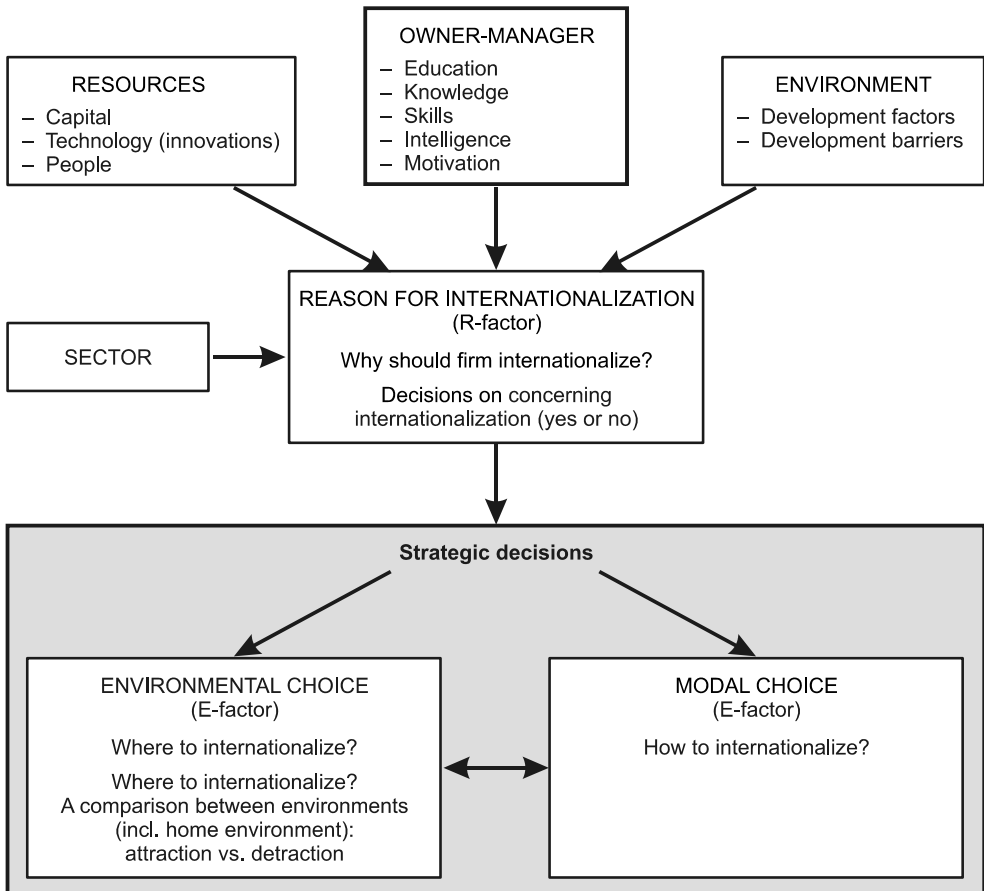 RESOURCES
– Capital
– Technology (innovations)
– People
OWNER-MANAGER
– Education
– Knowledge
– Skills
– Intelligence
– Motivation
ENVIRONMENT
– Development factors
– Development barriers
SECTOR
REASON FOR INTERNATIONALIZATION
(R-factor)
Why should firm internationalize?
Decisions on concerning
internationalization (yes or no)
Strategic decisions
ENVIRONMENTAL CHOICE
(E-factor)
Where to internationalize?
Where to internationalize?
A comparison between environments
(incl. home environment):
attraction vs. detraction
MODAL CHOICE
(E-factor)
How to internationalize?